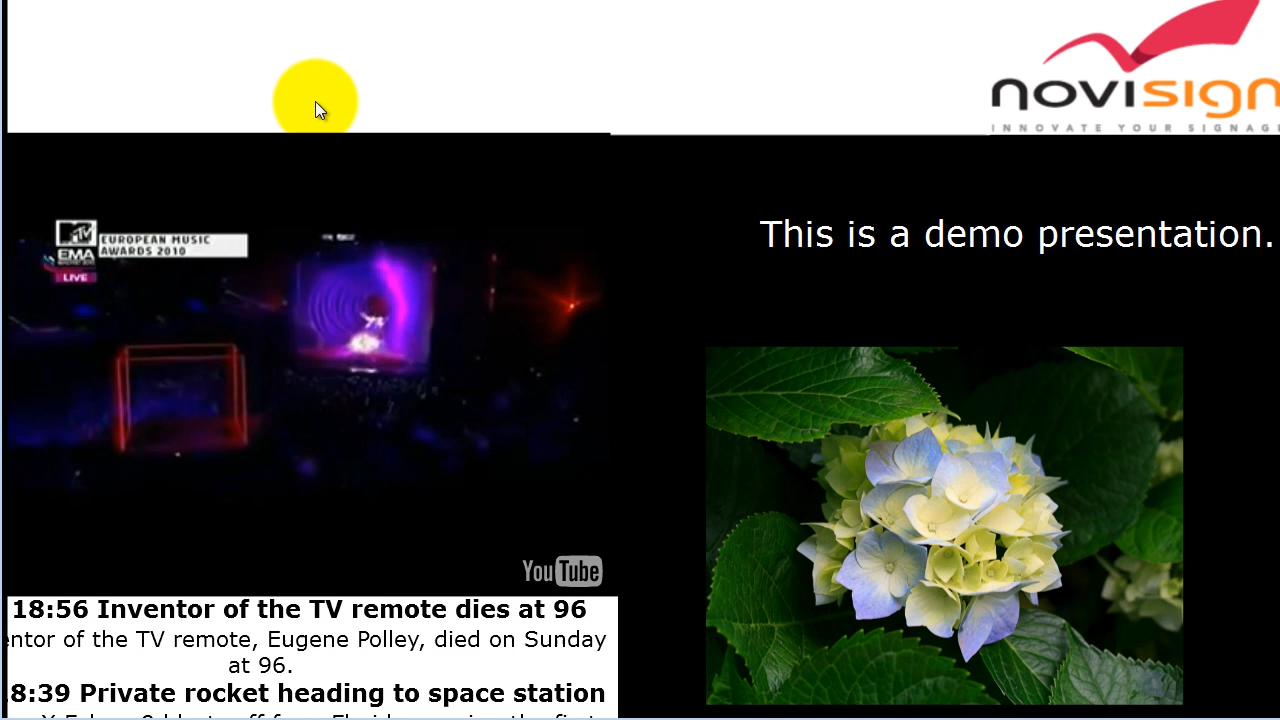 novisign
INNOVATE YOUR SIGNAG
MTV
EUROPEAN MUSIC
AWARDS 2010
EMA
LIVE
This is a demo presentation.
YouTube
18:56 Inventor of the TV remote dies at 96
entor of the TV remote, Eugene Polley, died on Sunday
at 96.
8:39 Private rocket heading to space station